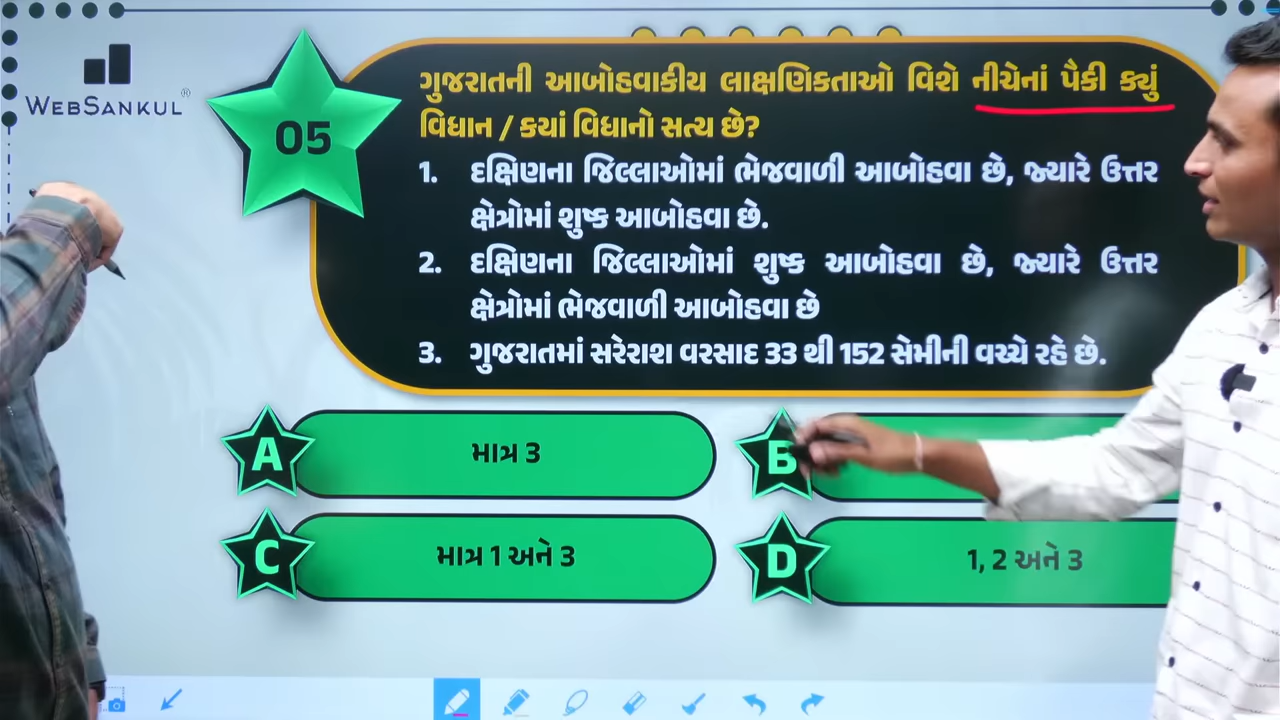 WEBSANKUL®
05
ગુજરાતની આબોહવાકીય લાક્ષણિકતાઓ વિશે નીચેનાં પૈકી ક્યું
વિધાન / કયાં વિધાનો સત્ય છે?
1. દક્ષિણના જિલ્લાઓમાં ભેજવાળી આબોહવા છે, જ્યારે ઉત્તર
ક્ષેત્રોમાં શુષ્ક આબોહવા છે.
2. દક્ષિણના જિલ્લાઓમાં શુષ્ક આબોહવા છે, જ્યારે ઉત્તર
ક્ષેત્રોમાં ભેજવાળી આબોહવા છે
3. ગુજરાતમાં સરેરાશ વરસાદ 33 થી 152 સેમીની વચ્ચે રહે છે.
A માત્ર 3
B
C માત્ર 1 અને 3
D 1, 2 અને 3